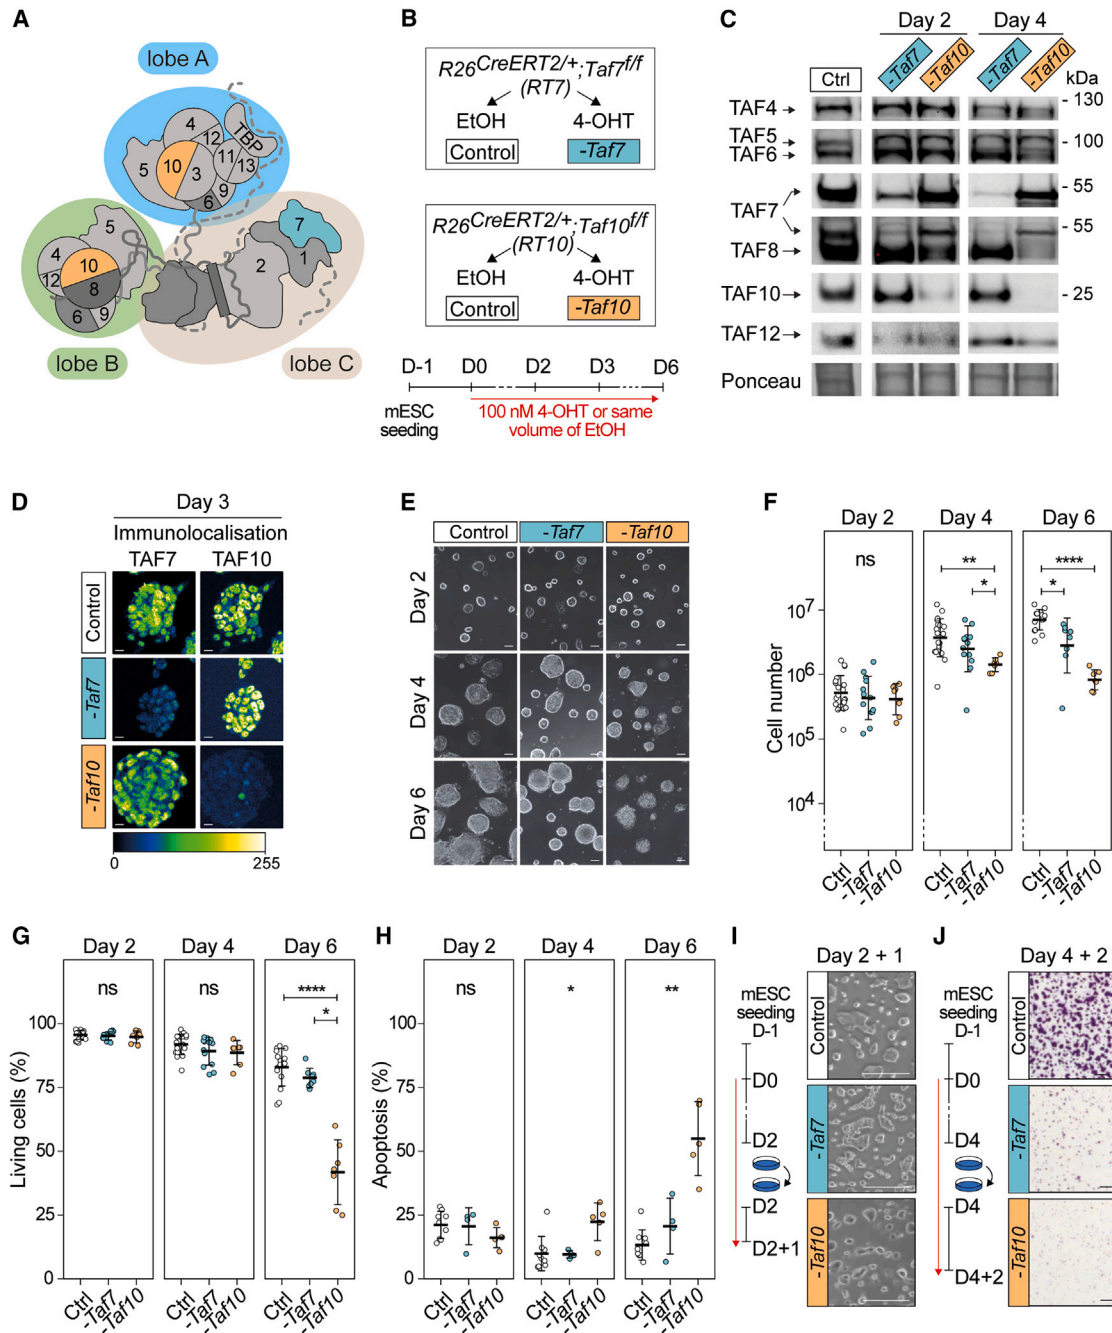 A
lobe A
4
12
TBP
5
10
11
3
13
9
6
5
4
7
10
12
2
1
8
6
9
lobe B
lobe C
B
R26CreERT2/+;Taf7f/f
(RT7)
EtOH
4-OHT
Control
-Taf7
R26CreERT2/+;Taf10f/f
(RT10)
EtOH
4-OHT
Control
-Taf10
D-1
D0
D2
D3
D6
mESC
seeding
100 nM 4-OHT or same
volume of EtOH
C
Day 2
Day 4
Ctrl
-Taf7
-Taf10
-Taf7
-Taf10
kDa
TAF4
- 130
TAF5
TAF6
- 100
TAF7
- 55
TAF8
- 55
TAF10
- 25
TAF12
Ponceau
D
Day 3
Immunolocalisation
TAF7
TAF10
Control
-Taf7
-Taf10
0
255
E
Control
-Taf7
-Taf10
Day 2
Day 4
Day 6
F
Day 2
Day 4
Day 6
ns
**
*
****
*
Cell number
107
106
105
104
Ctrl
-Taf7
-Taf10
Ctrl
-Taf7
-Taf10
Ctrl
-Taf7
-Taf10
G
Day 2
Day 4
Day 6
ns
ns
****
*
Living cells (%)
100
75
50
25
0
Ctrl
-Taf7
-Taf10
Ctrl
-Taf7
-Taf10
Ctrl
-Taf7
-Taf10
H
Day 2
Day 4
Day 6
ns
*
**
Apoptosis (%)
100
75
50
25
0
Ctrl
-Taf7
-Taf10
Ctrl
-Taf7
-Taf10
Ctrl
-Taf7
-Taf10
I
Day 2 + 1
mESC
seeding
D-1
D0
D2
D2
D2+1
Control
-Taf7
-Taf10
J
Day 4 + 2
mESC
seeding
D-1
D0
D4
D4
D4+2
Control
-Taf7
-Taf10